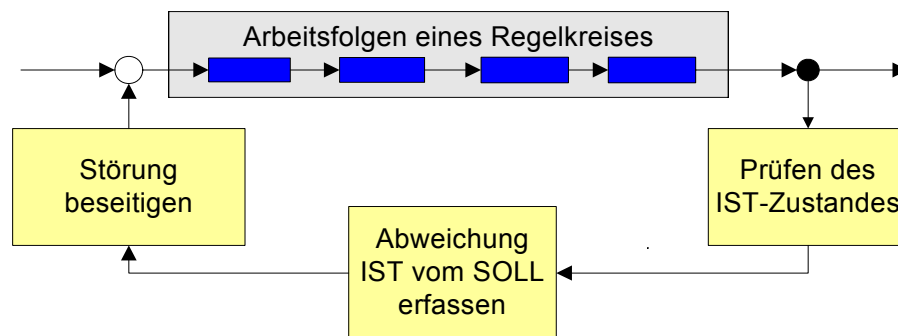 Arbeitsfolgen eines Regelkreises
Störung
beseitigen
Prüfen des
IST-Zustandes
Abweichung
IST vom SOLL
erfassen